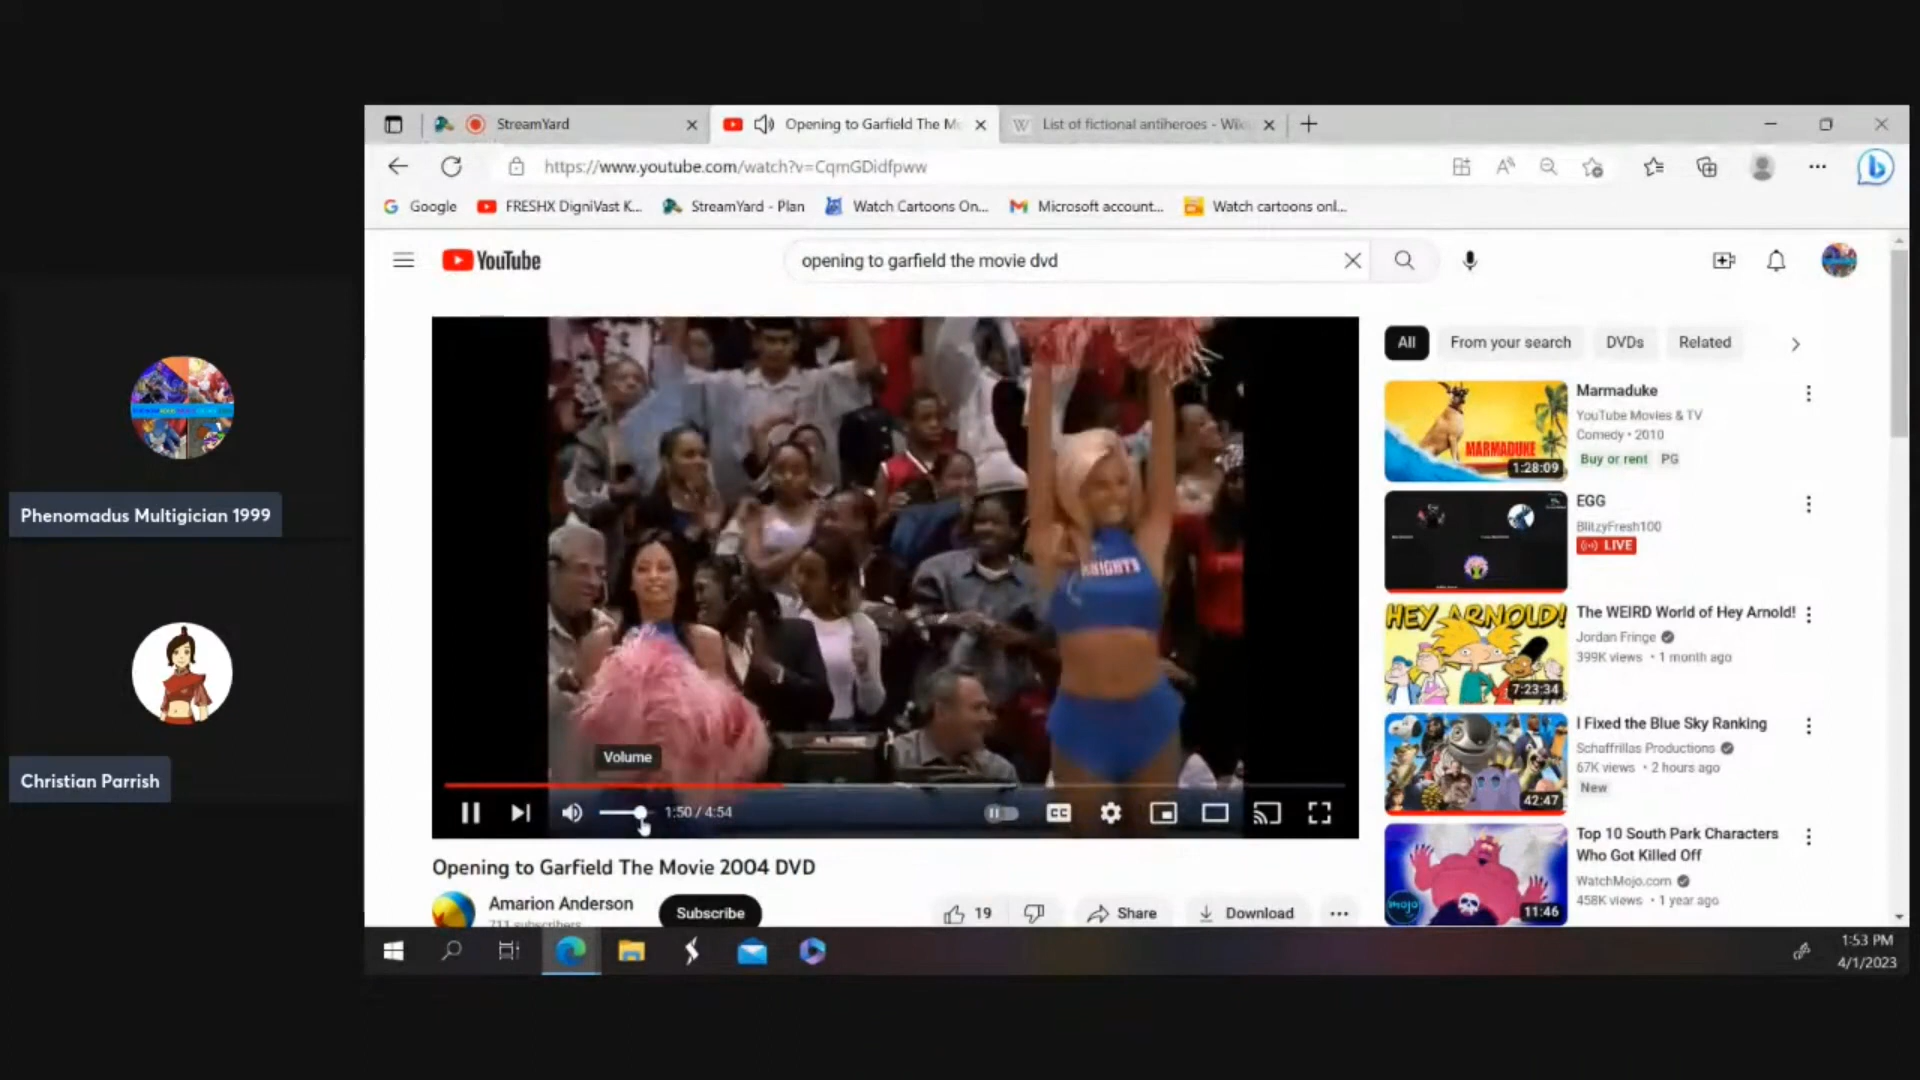 StreamYard
Opening to Garfield The M
List of fictional antiheroes - Wik
https://www.youtube.com/watch?v=CqmGDidfpww
Google
FRESHX DigniVast K...
StreamYard - Plan
Watch Cartoons On...
Microsoft account...
Watch cartoons onl...
YouTube
opening to garfield the movie dvd
All
From your search
DVDs
Related
KNIGHTS
Volume
1:50 / 4:54
CC
Opening to Garfield The Movie 2004 DVD
Amarion Anderson
711 subscribers
Subscribe
19
Share
Download
MARMADUKE
1:28:09
Marmaduke
YouTube Movies & TV
Comedy • 2010
Buy or rent
PG
EGG
BlitzyFresh100
LIVE
HEY ARNOLD!
7:23:34
The WEIRD World of Hey Arnold!
Jordan Fringe
399K views • 1 month ago
42:47
I Fixed the Blue Sky Ranking
Schaffrillas Productions
67K views • 2 hours ago
New
mojo
11:46
Top 10 South Park Characters
Who Got Killed Off
WatchMojo.com
458K views • 1 year ago
Phenomadus Multigician 1999
Christian Parrish
1:53 PM
4/1/2023